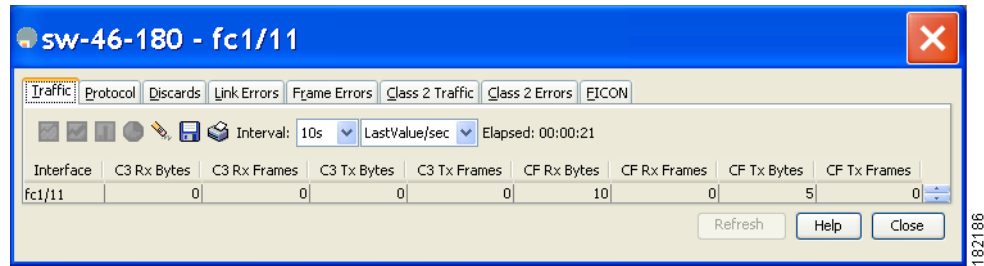 sw-46-180 - fc1/11
Traffic Protocol Discards Link Errors Frame Errors Class 2 Traffic Class 2 Errors FICON
Interval: 10s LastValue/sec Elapsed: 00:00:21
Interface C3 Rx Bytes C3 Rx Frames C3 Tx Bytes C3 Tx Frames CF Rx Bytes CF Rx Frames CF Tx Bytes CF Tx Frames
fc1/11 0 0 0 0 10 0 5 0
Refresh Help Close
182186